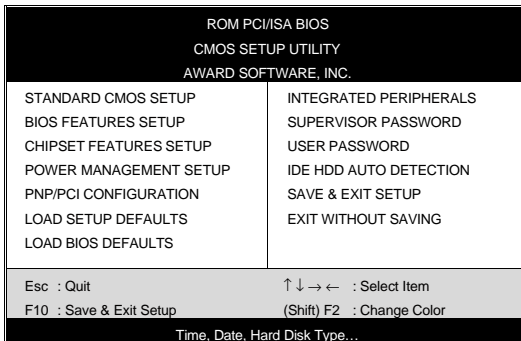 ROM PCI/ISA BIOS
CMOS SETUP UTILITY
AWARD SOFTWARE, INC.
STANDARD CMOS SETUP
BIOS FEATURES SETUP
CHIPSET FEATURES SETUP
POWER MANAGEMENT SETUP
PNP/PCI CONFIGURATION
LOAD SETUP DEFAULTS
LOAD BIOS DEFAULTS
INTEGRATED PERIPHERALS
SUPERVISOR PASSWORD
USER PASSWORD
IDE HDD AUTO DETECTION
SAVE & EXIT SETUP
EXIT WITHOUT SAVING
Esc : Quit
F10 : Save & Exit Setup
↑↓→← : Select Item
(Shift) F2 : Change Color
Time, Date, Hard Disk Type…